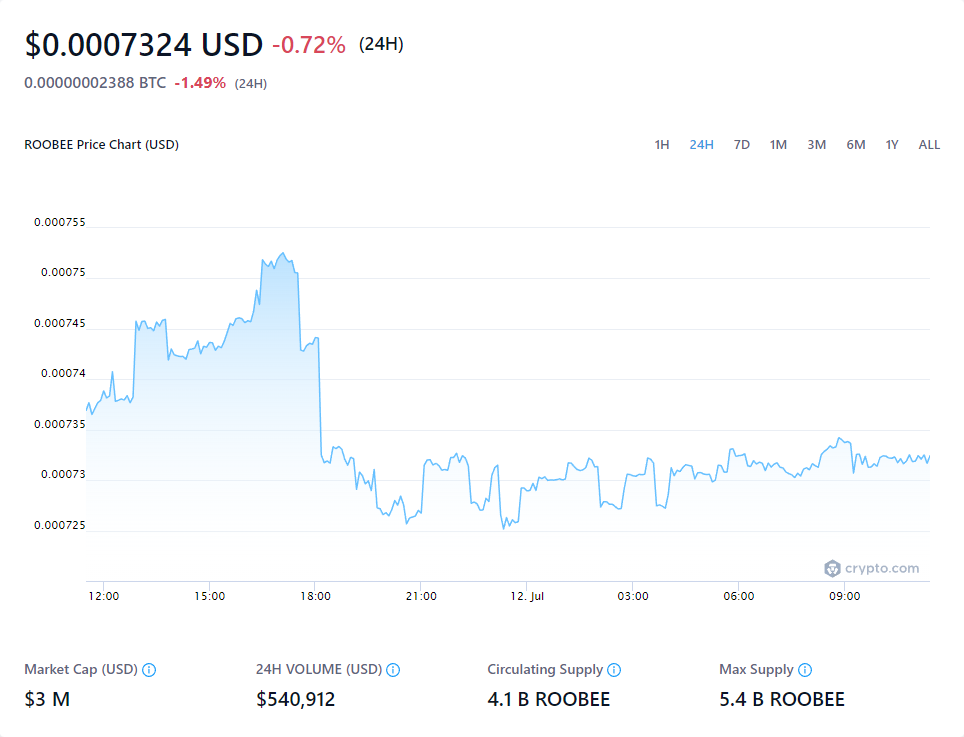 $0.0007324 USD -0.72% (24H)
0.00000002388 BTC -1.49% (24H)
ROOBEE Price Chart (USD) 1H 24H 7D 1M 3M 6M 1Y ALL
0.000755
0.00075
0.000745
0.00074
0.000735
0.00073
0.000725
crypto.com
12:00 15:00 18:00 21:00 12. Jul 03:00 06:00 09:00
Market Cap (USD) 24H VOLUME (USD) Circulating Supply Max Supply
$3 M $540,912 4.1 B ROOBEE 5.4 B ROOBEE